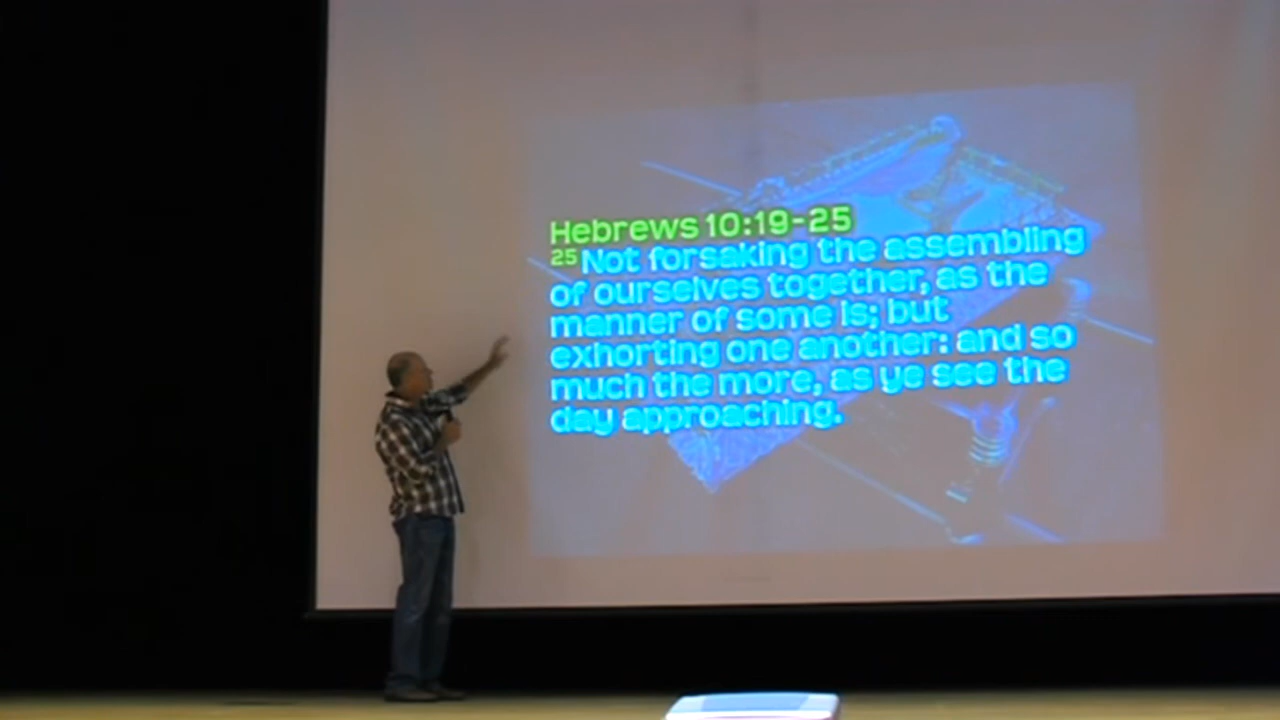 Hebrews 10:19-25
25 Not forsaking the assembling
of ourselves together, as the
manner of some is; but
exhorting one another: and so
much the more, as ye see the
day approaching.